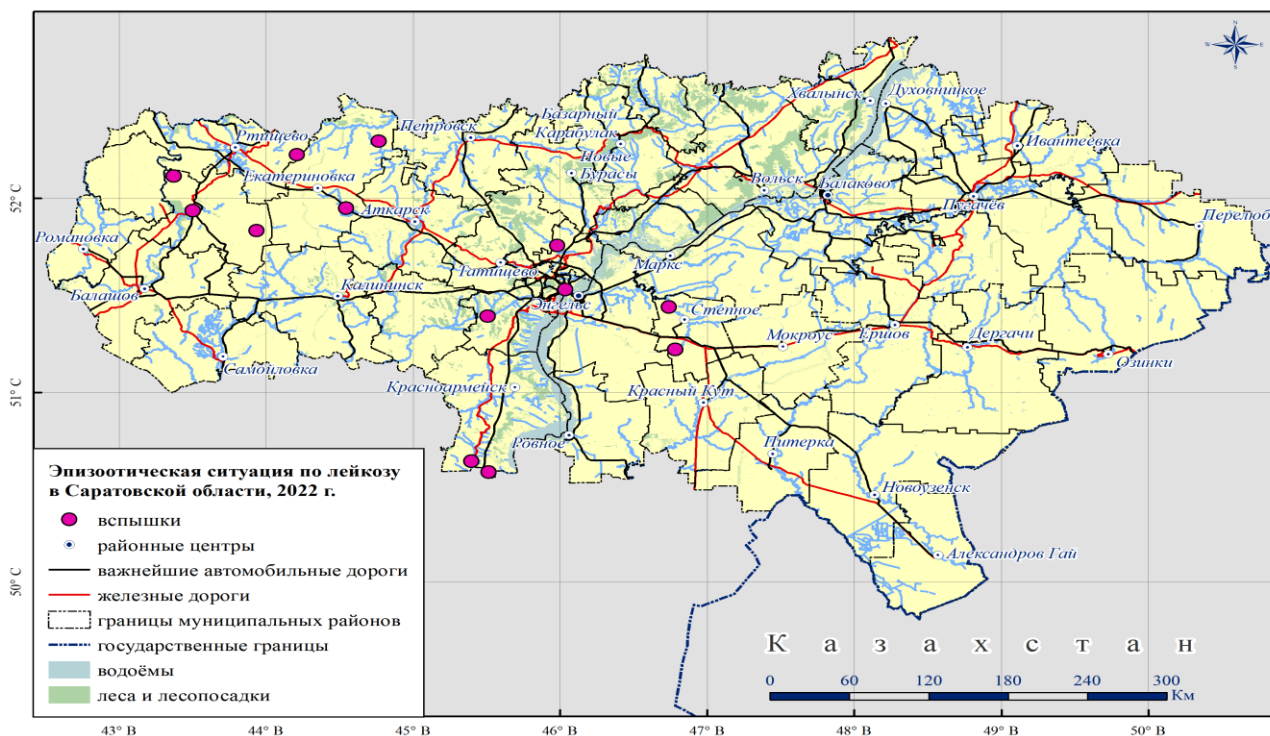 N
W E
S
Хвалынск
Духовницкое
Базарный
Карабулак
Петровск
Ртищево
Ивантеевка
Новые
Бурасы
Екатериновка
Вольск
Балаково
52° С
Пугачёв
Аткарск
Перелюб
Романовка
Маркс
Татищево
Балашов
Калининск
Энгельс
Степное
Мокроус
Ершов
Дергачи
Озинки
Самойловка
Красноармейск
Красный Кут
51° С
Ровное
Питерка
Новоузенск
Александров Гай
50° С
Эпизоотическая ситуация по лейкозу
в Саратовской области, 2022 г.
вспышки
районные центры
важнейшие автомобильные дороги
железные дороги
границы муниципальных районов
государственные границы
водоёмы
леса и лесопосадки
Казахстан
0 60 120 180 240 300
Км
43° В 44° В 45° В 46° В 47° В 48° В 49° В 50° В